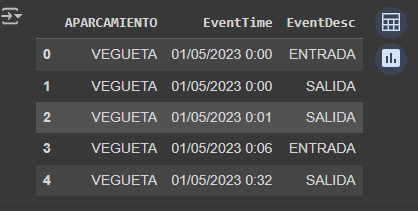 APARCAMIENTO EventTime EventDesc
0 VEGUETA 01/05/2023 0:00 ENTRADA
1 VEGUETA 01/05/2023 0:00 SALIDA
2 VEGUETA 01/05/2023 0:01 SALIDA
3 VEGUETA 01/05/2023 0:06 ENTRADA
4 VEGUETA 01/05/2023 0:32 SALIDA